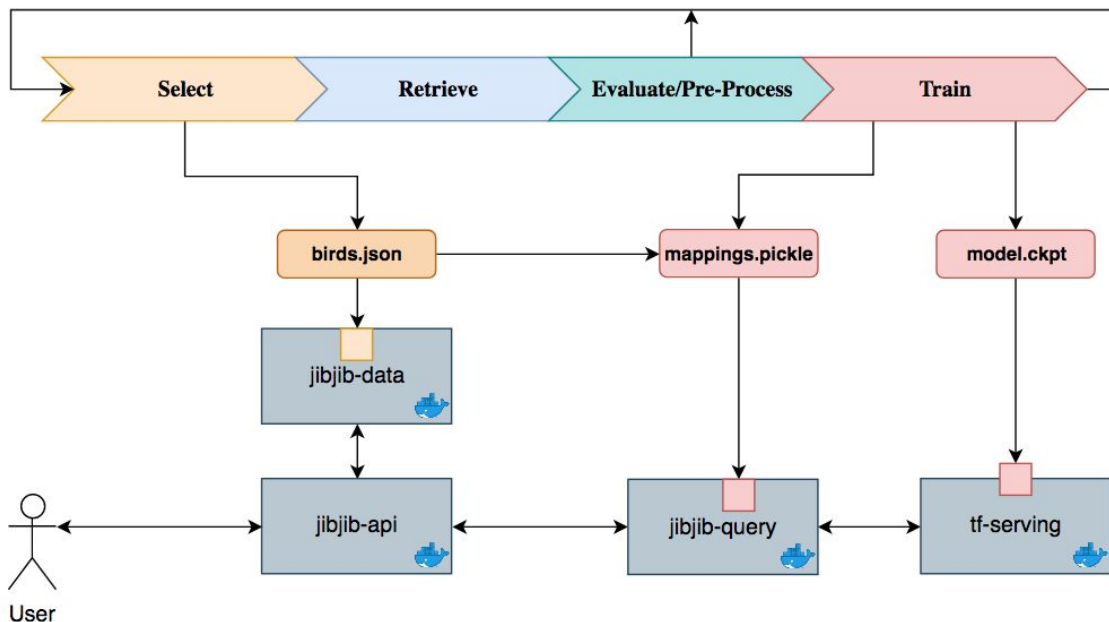 Select
Retrieve
Evaluate/Pre-Process
Train
birds.json
mappings.pickle
model.ckpt
jibjib-data
jibjib-api
jibjib-query
tf-serving
User